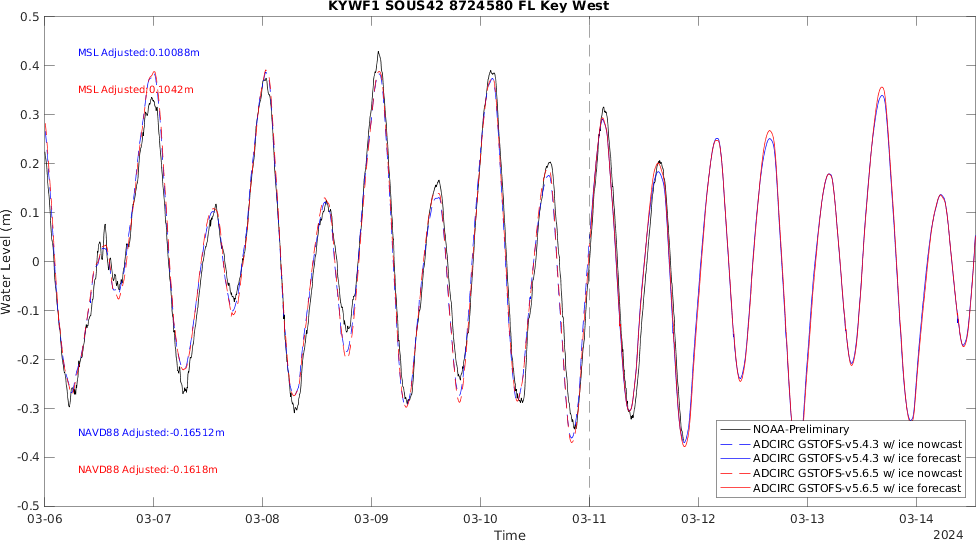 KYWF1 SOUS42 8724580 FL Key West
0.5
0.4
0.3
0.2
0.1
0
-0.1
-0.2
-0.3
-0.4
-0.5
Water Level (m)
MSL Adjusted:0.10088m
MSL Adjusted:0.1042m
NAVD88 Adjusted:-0.16512m
NAVD88 Adjusted:-0.1618m
NOAA-Preliminary
ADCIRC GSTOFS-v5.4.3 w/ ice nowcast
ADCIRC GSTOFS-v5.4.3 w/ ice forecast
ADCIRC GSTOFS-v5.6.5 w/ ice nowcast
ADCIRC GSTOFS-v5.6.5 w/ ice forecast
03-06 03-07 03-08 03-09 03-10 03-11 03-12 03-13 03-14
Time
2024